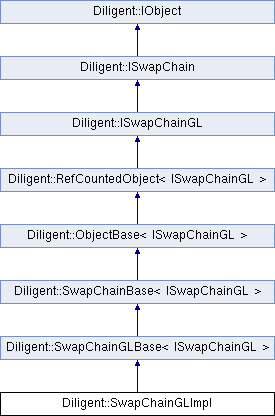 Diligent::IObject
Diligent::ISwapChain
Diligent::ISwapChainGL
Diligent::RefCountedObject< ISwapChainGL >
Diligent::ObjectBase< ISwapChainGL >
Diligent::SwapChainBase< ISwapChainGL >
Diligent::SwapChainGLBase< ISwapChainGL >
Diligent::SwapChainGLImpl